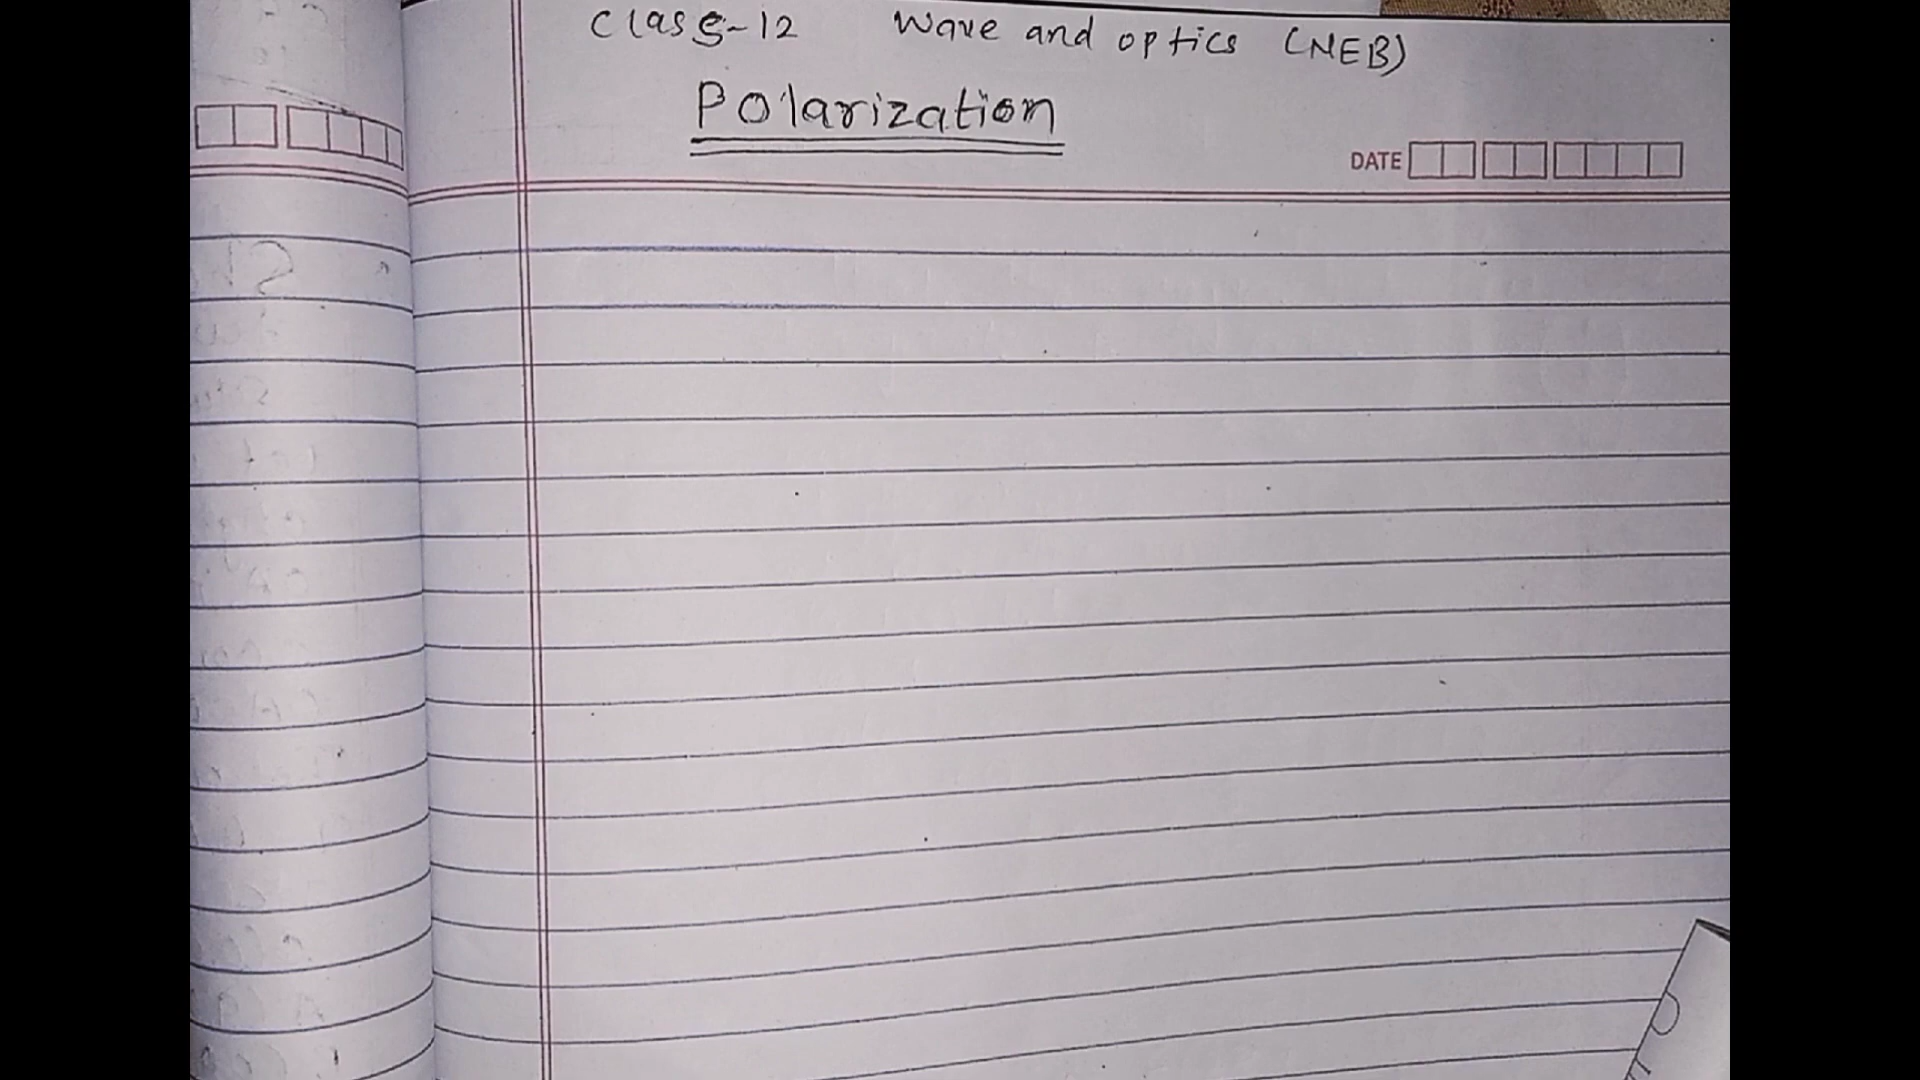 Class-12 Wave and optics (NEB)
Polarization
DATE